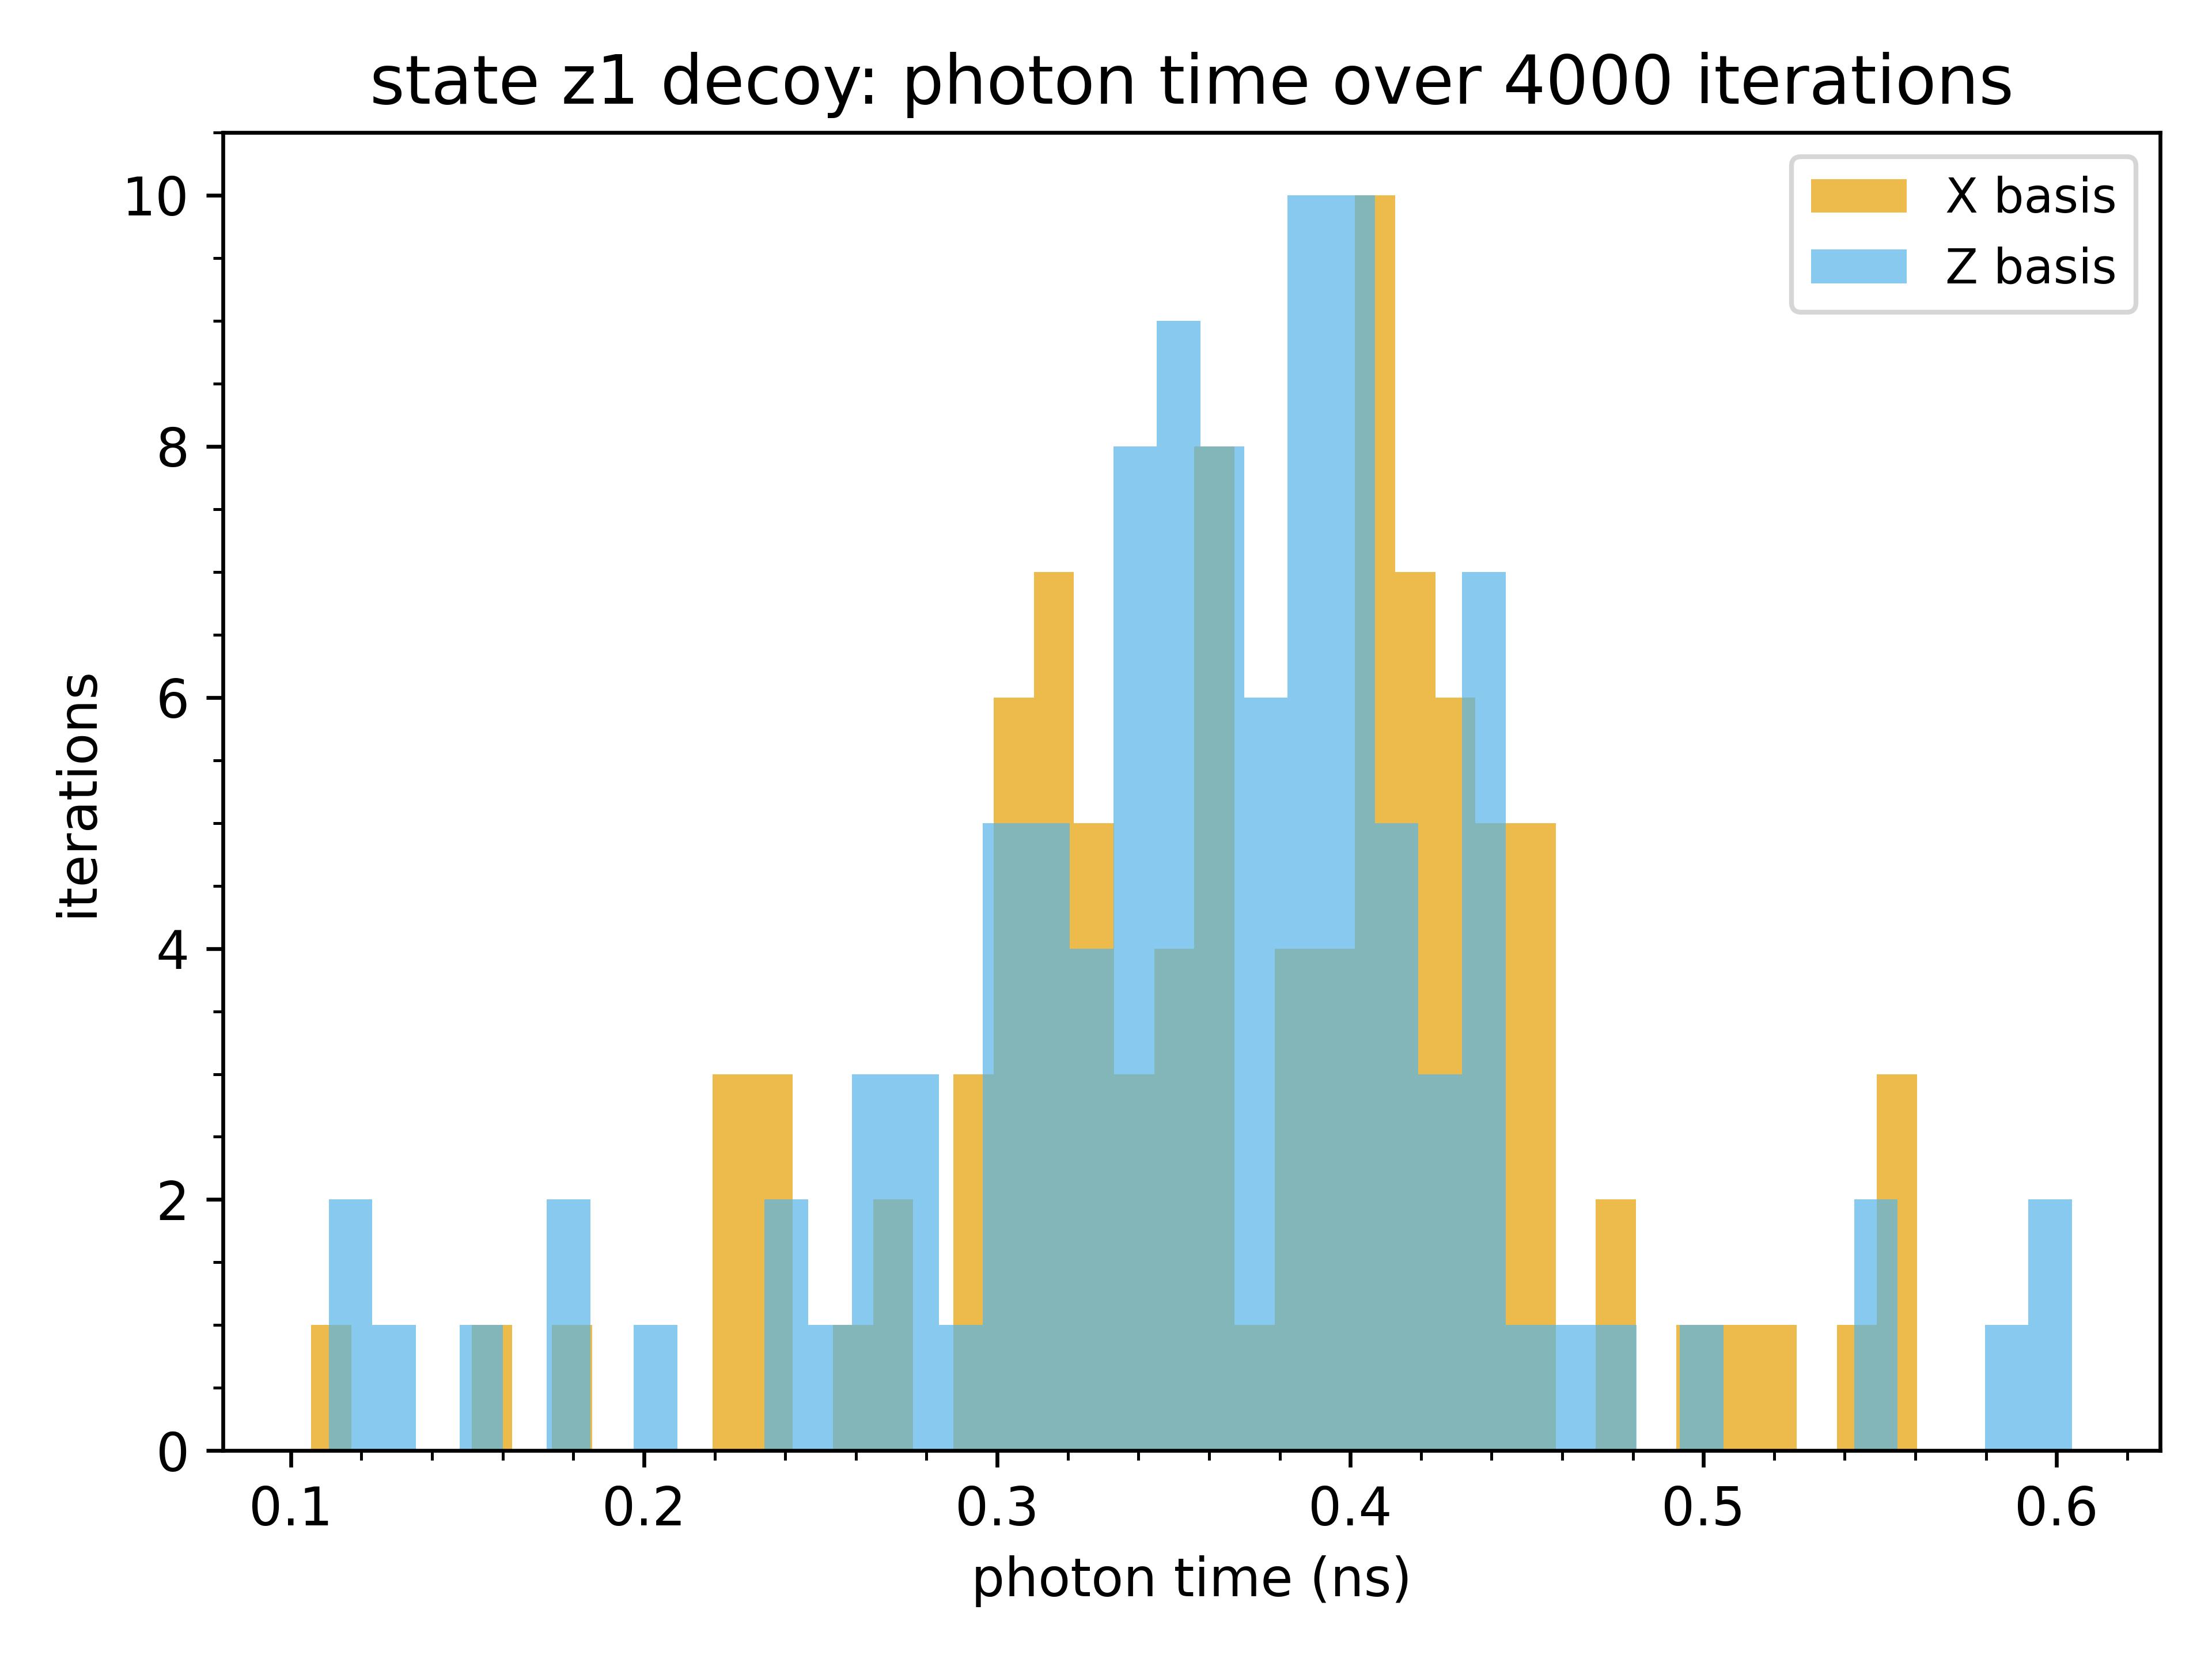 state z1 decoy: photon time over 4000 iterations
X basis
Z basis
10
8
6
4
2
0
iterations
0.1 0.2 0.3 0.4 0.5 0.6
photon time (ns)